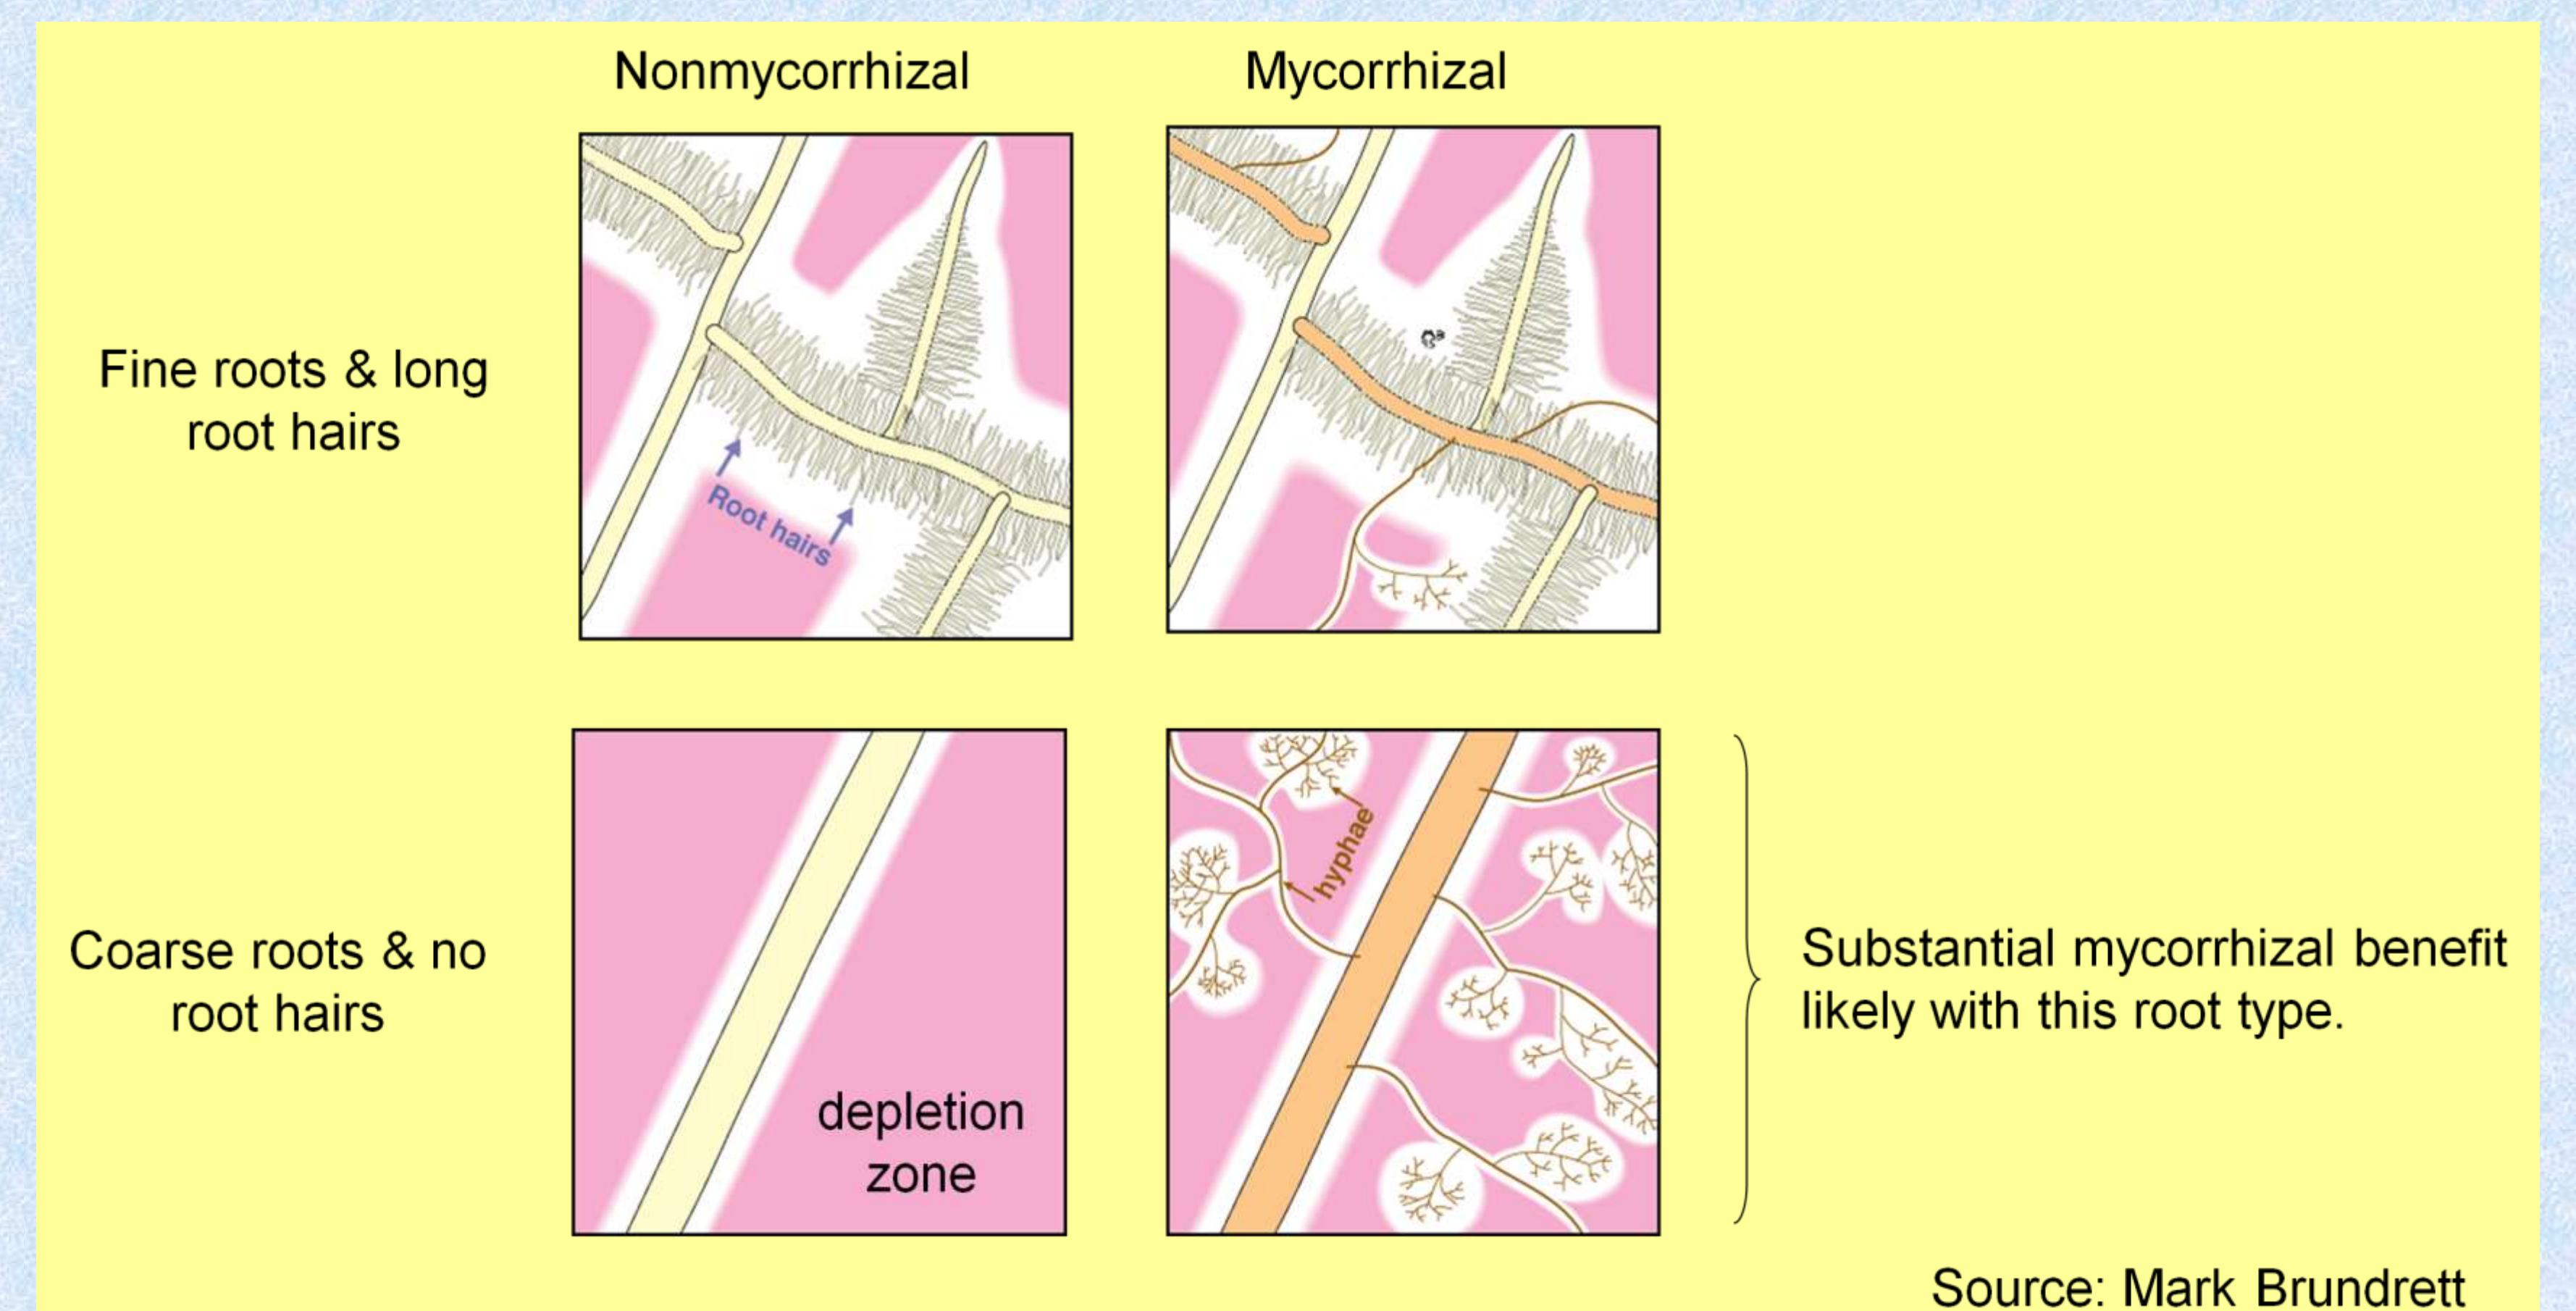 Nonmycorrhizal
Mycorrhizal
Fine roots & long
root hairs
Root hairs
Coarse roots & no
root hairs
depletion
zone
hyphae
Substantial mycorrhizal benefit
likely with this root type.
Source: Mark Brundrett